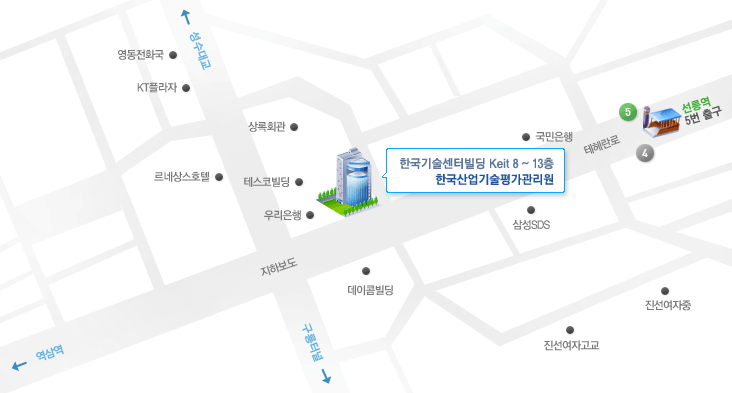 성수대교
영동전화국
KT플라자
상록회관
국민은행
5
선릉역
5번 출구
테헤란로
4
르네상스호텔
테스코빌딩
한국기술센터빌딩 Keit 8 ~ 13층
한국산업기술평가관리원
우리은행
삼성SDS
지하보도
데이콤빌딩
진선여자중
구룡터널
진선여자고교
역삼역